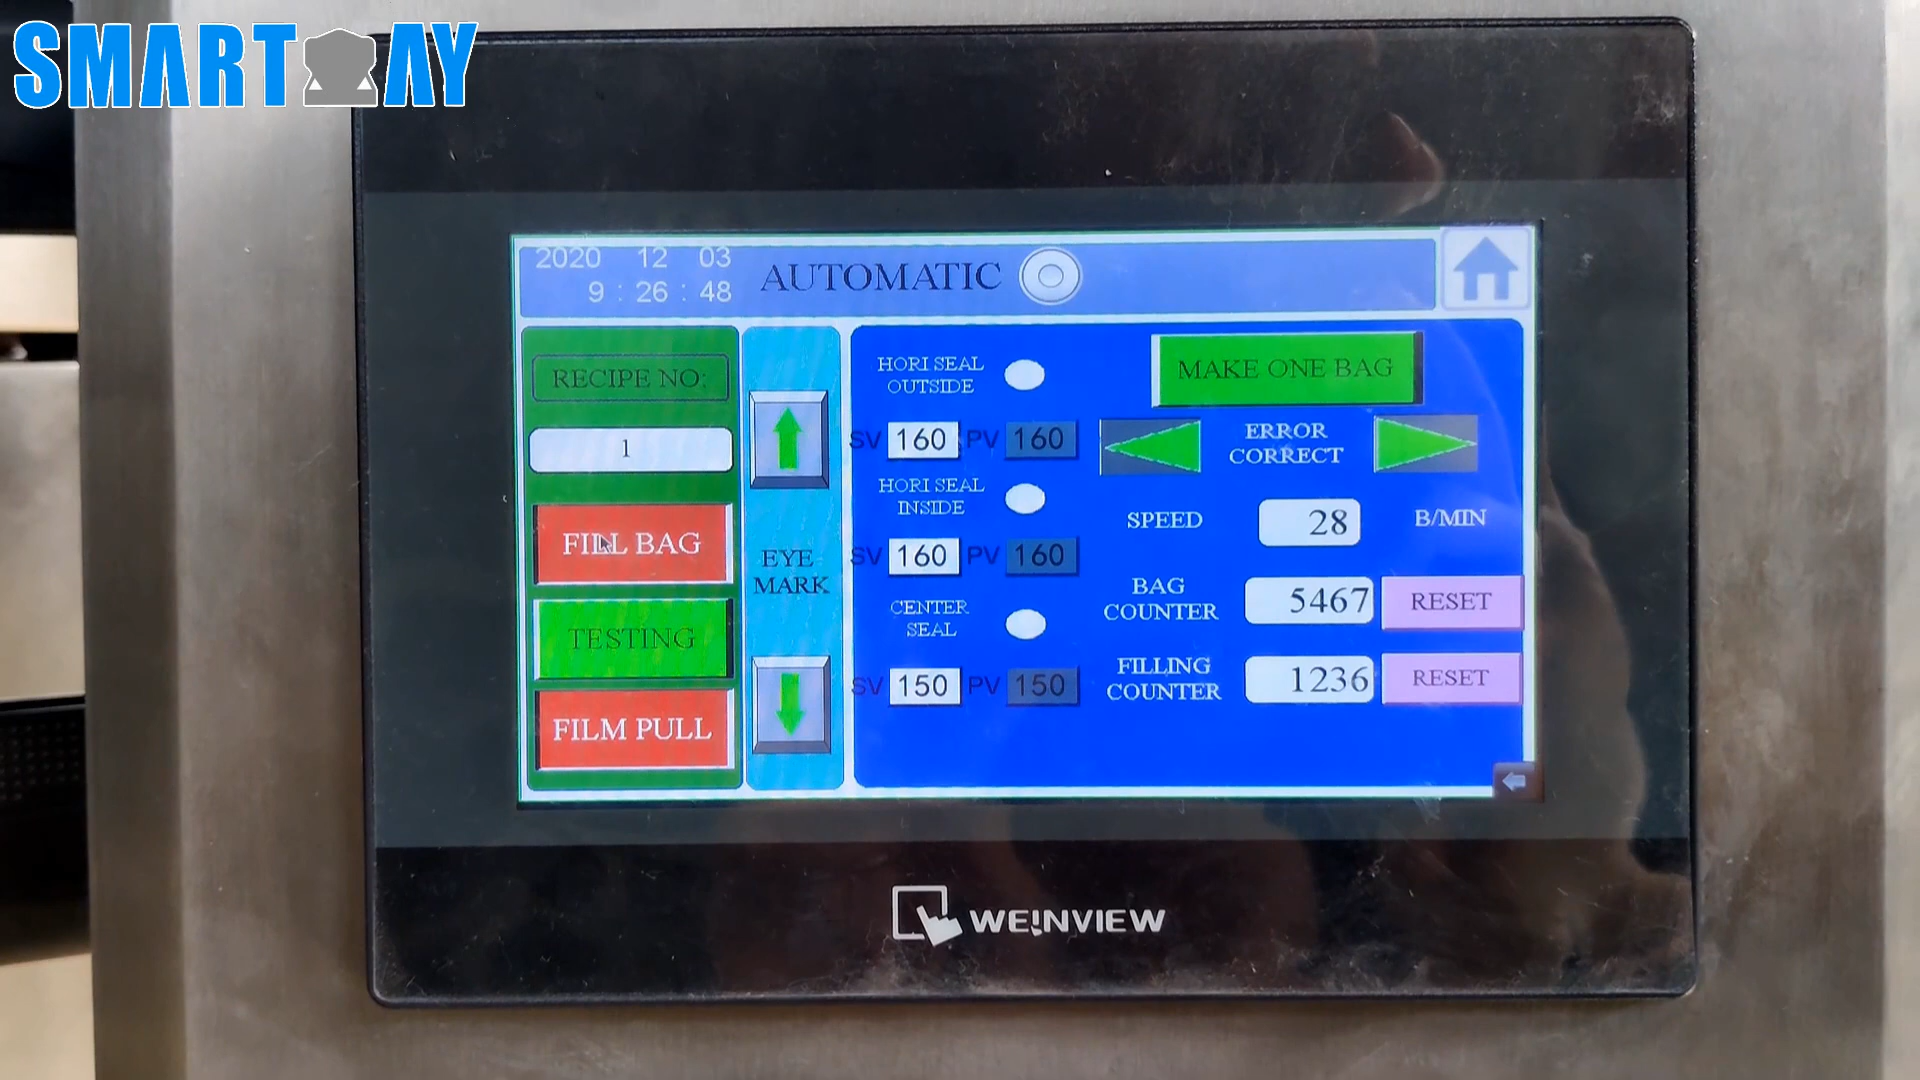 SMART AY
2020 12 03
9 : 26 : 48
AUTOMATIC
RECIPE NO:
1
FILL BAG
TESTING
FILM PULL
EYE
MARK
HORI SEAL
OUTSIDE
SV 160 PV 160
HORI SEAL
INSIDE
SV 160 PV 160
CENTER
SEAL
SV 150 PV 150
MAKE ONE BAG
ERROR
CORRECT
SPEED 28 B/MIN
BAG
COUNTER
5467 RESET
FILLING
COUNTER
1236 RESET
WEINVIEW